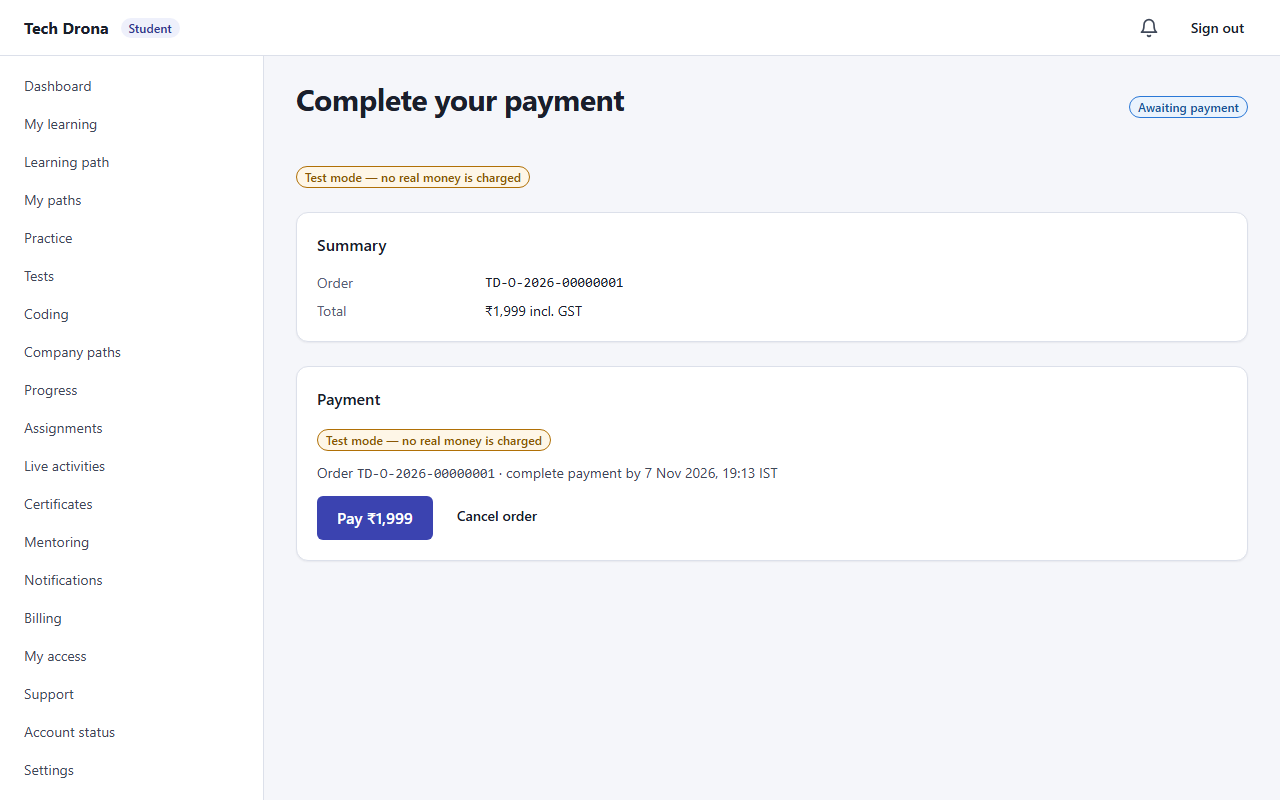 Tech Drona Student
Sign out
Dashboard
My learning
Learning path
My paths
Practice
Tests
Coding
Company paths
Progress
Assignments
Live activities
Certificates
Mentoring
Notifications
Billing
My access
Support
Account status
Settings
Complete your payment
Awaiting payment
Test mode — no real money is charged
Summary
Order TD-O-2026-00000001
Total ₹1,999 incl. GST
Payment
Test mode — no real money is charged
Order TD-O-2026-00000001 · complete payment by 7 Nov 2026, 19:13 IST
Pay ₹1,999 Cancel order